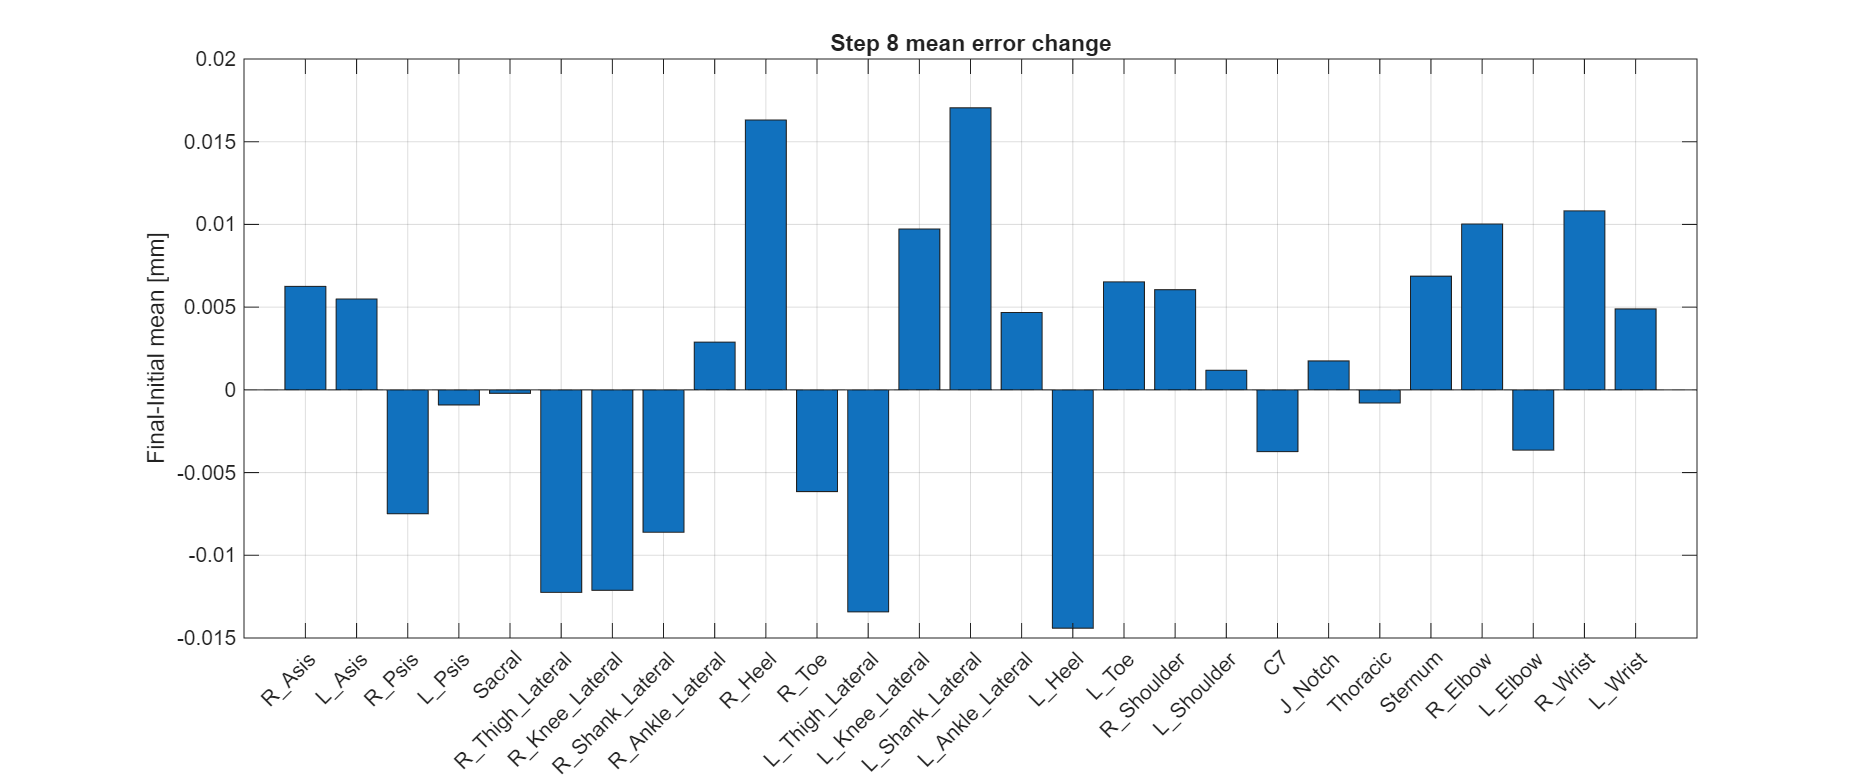 Step 8 mean error change
Final-Initial mean [mm]
0.02
0.015
0.01
0.005
0
-0.005
-0.01
-0.015
R_Asis
L_Asis
R_Psis
L_Psis
Sacral
R_Thigh_Lateral
R_Knee_Lateral
R_Shank_Lateral
R_Ankle_Lateral
R_Heel
R_Toe
L_Thigh_Lateral
L_Knee_Lateral
L_Shank_Lateral
L_Ankle_Lateral
L_Heel
L_Toe
R_Shoulder
L_Shoulder
C7
J_Notch
Thoracic
Sternum
R_Elbow
L_Elbow
R_Wrist
L_Wrist